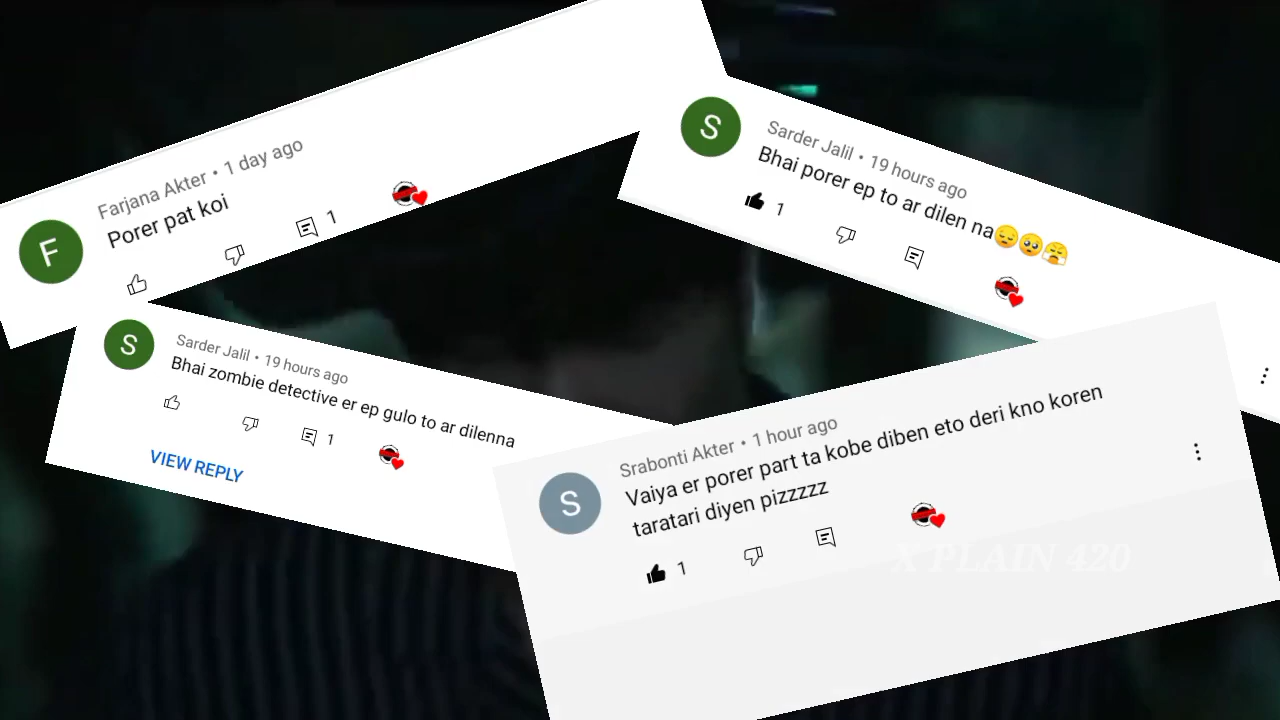 F
Farjana Akter • 1 day ago
Porer pat koi
1
S
Sarder Jalil • 19 hours ago
Bhai porer ep to ar dilen na😔🥺😤
1
S
Sarder Jalil • 19 hours ago
Bhai zombie detective er ep gulo to ar dilenna
1
VIEW REPLY
S
Srabonti Akter • 1 hour ago
Vaiya er porer part ta kobe diben eto deri kno koren
taratari diyen pizzzzz
1
X PLAIN 420